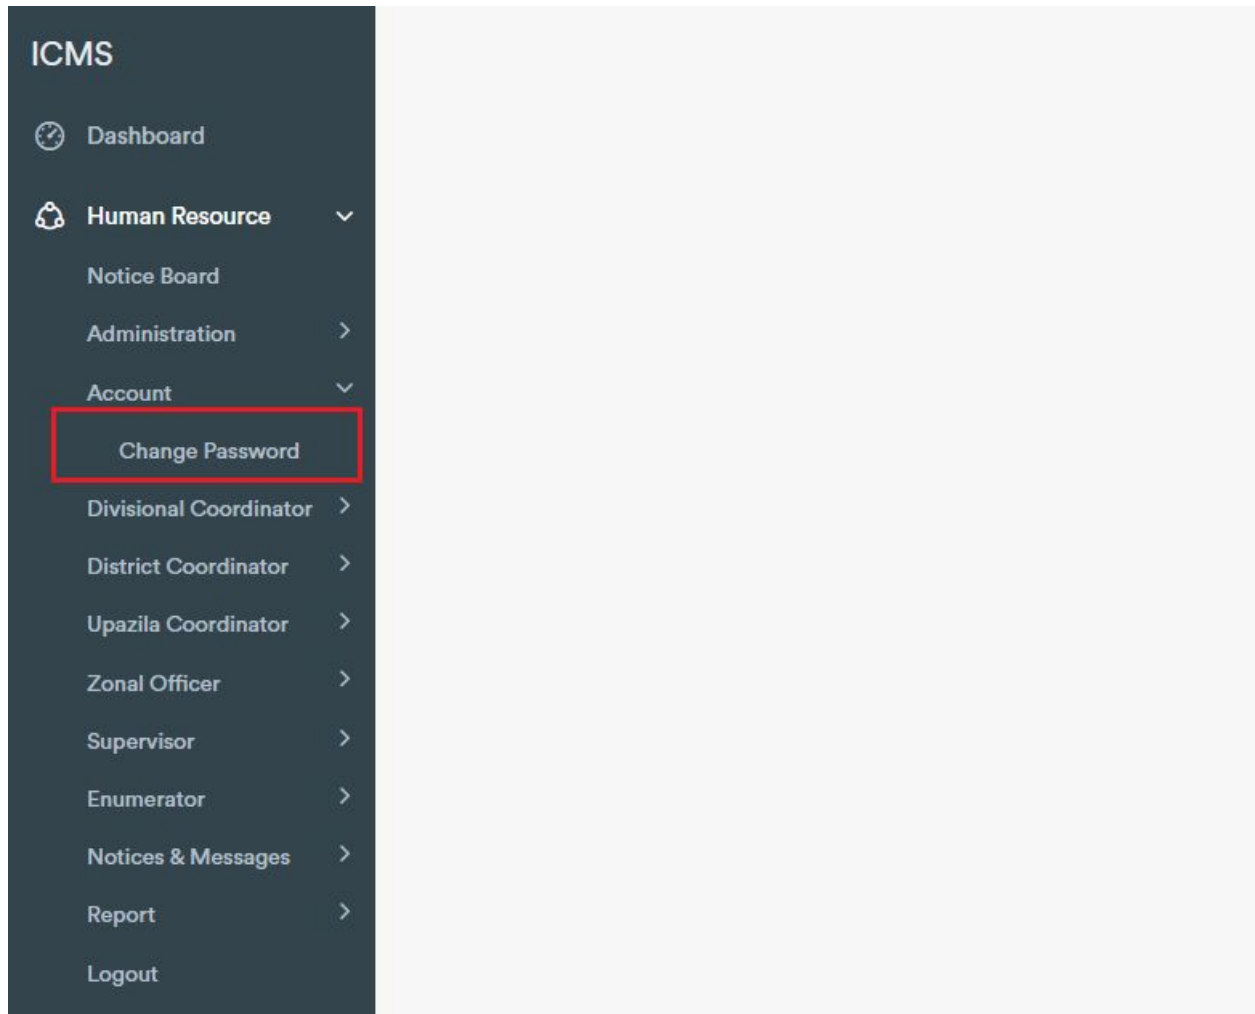 ICMS
Dashboard
Human Resource
Notice Board
Administration
Account
Change Password
Divisional Coordinator
District Coordinator
Upazila Coordinator
Zonal Officer
Supervisor
Enumerator
Notices & Messages
Report
Logout